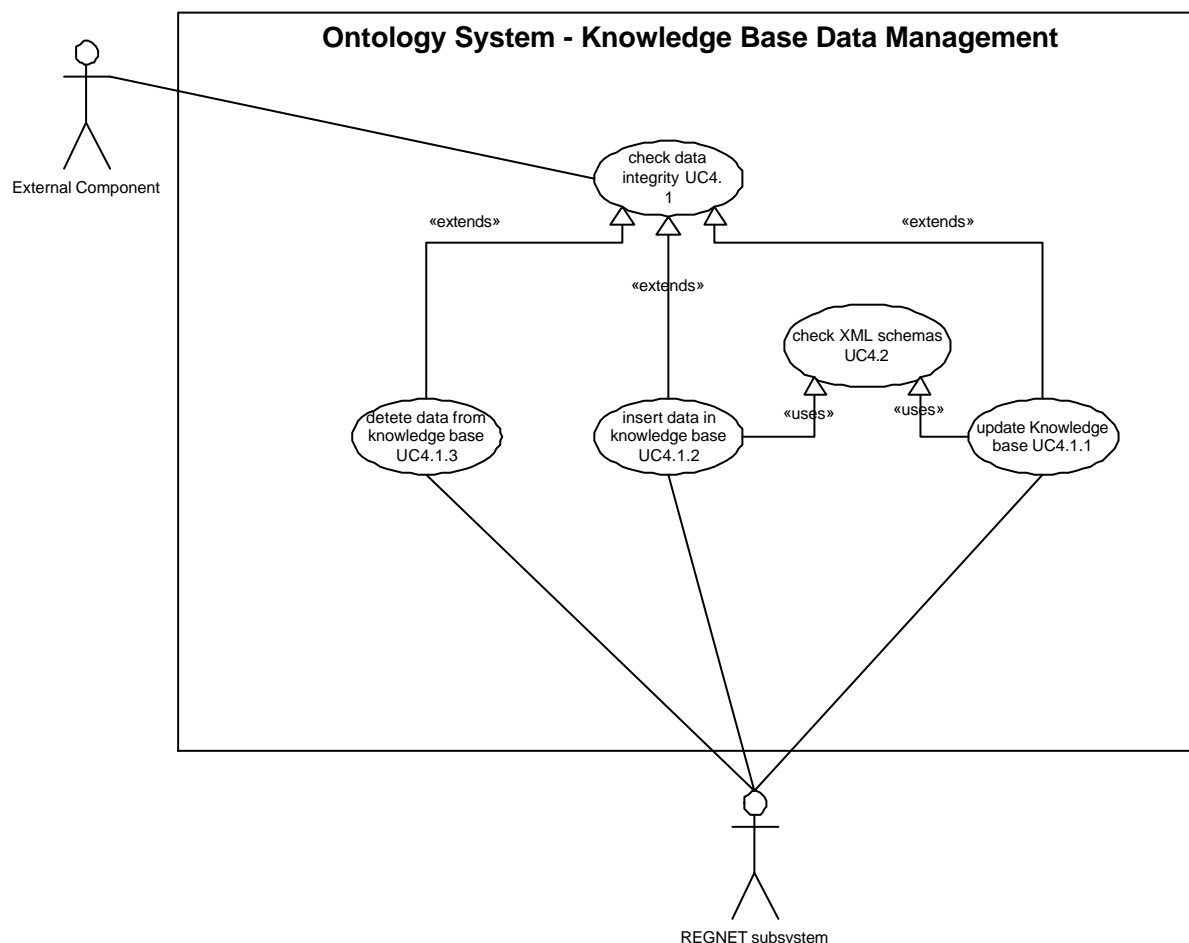 Ontology System - Knowledge Base Data Management
External Component
check data
integrity UC4.
1
«extends»
«extends»
«extends»
check XML schemas
UC4.2
«uses»
«uses»
detete data from
knowledge base
UC4.1.3
insert data in
knowledge base
UC4.1.2
update Knowledge
base UC4.1.1
REGNET subsystem